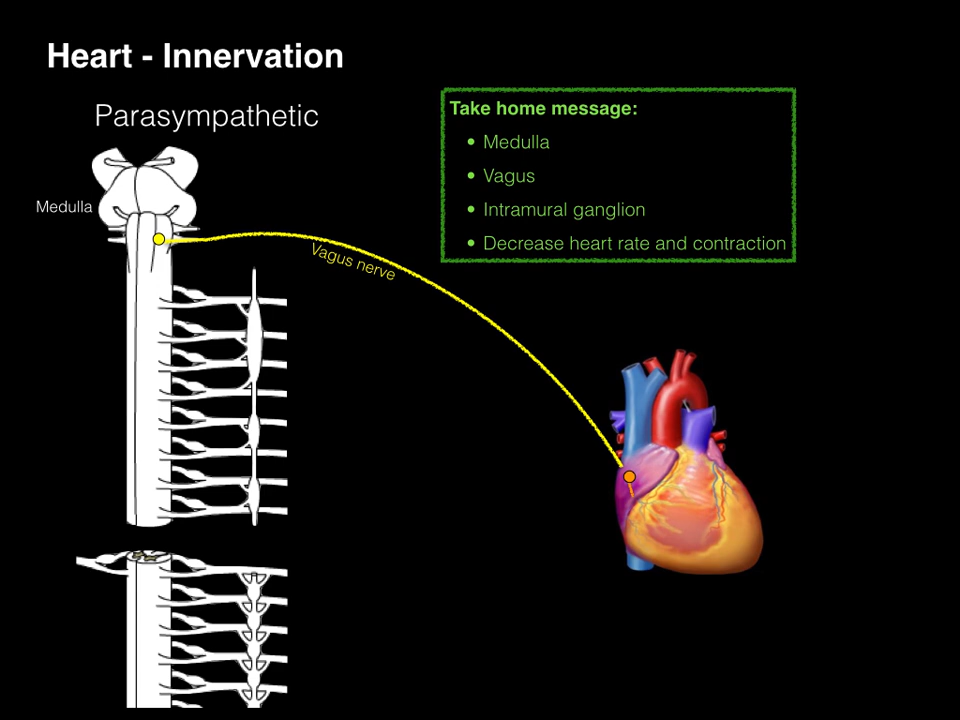 Heart - Innervation
Parasympathetic
Take home message:
• Medulla
• Vagus
• Intramural ganglion
• Decrease heart rate and contraction
Medulla
Vagus nerve